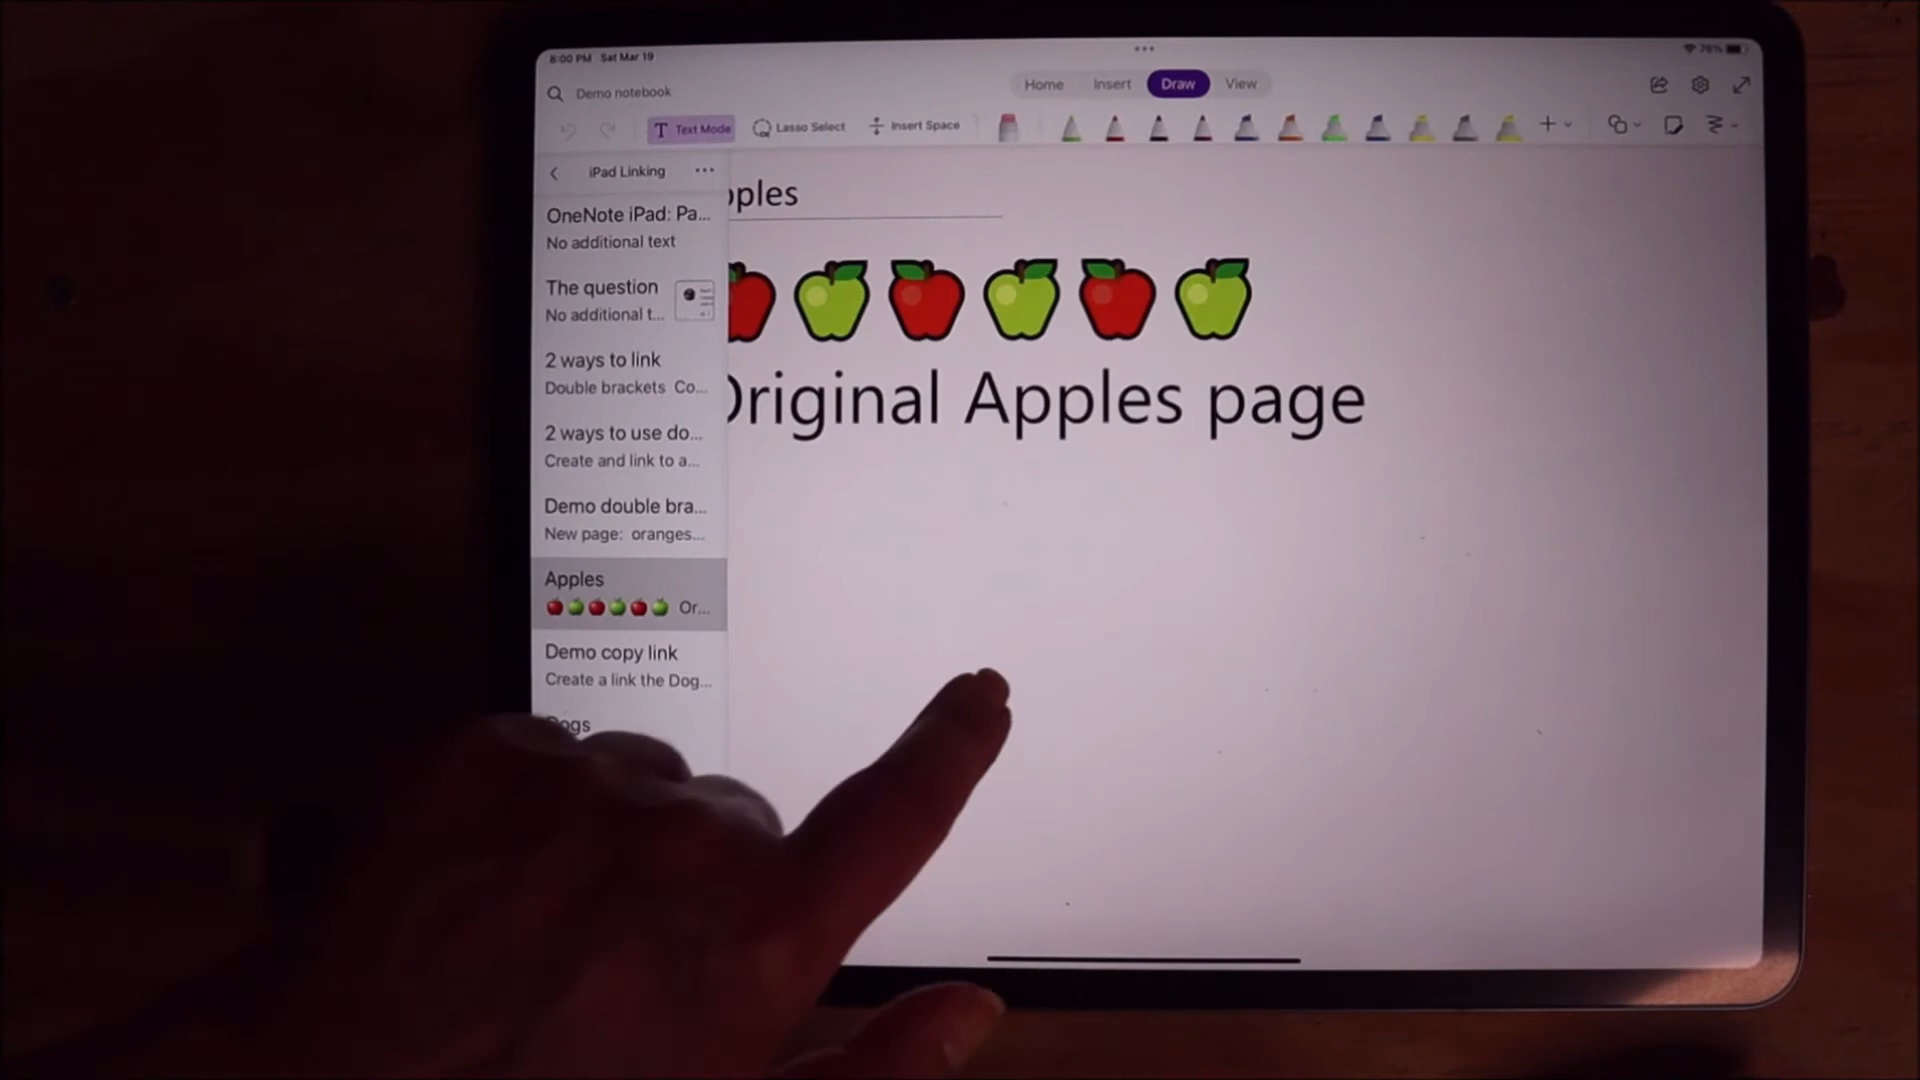 8:00 PM Sat Mar 19
76%
Demo notebook
Home Insert Draw View
Text Mode Lasso Select Insert Space
iPad Linking
OneNote iPad: Pa...
No additional text
The question
No additional t...
2 ways to link
Double brackets Co...
2 ways to use do...
Create and link to a...
Demo double bra...
New page: oranges...
Apples
Or...
Demo copy link
Create a link the Dog...
Dogs
pples
Original Apples page